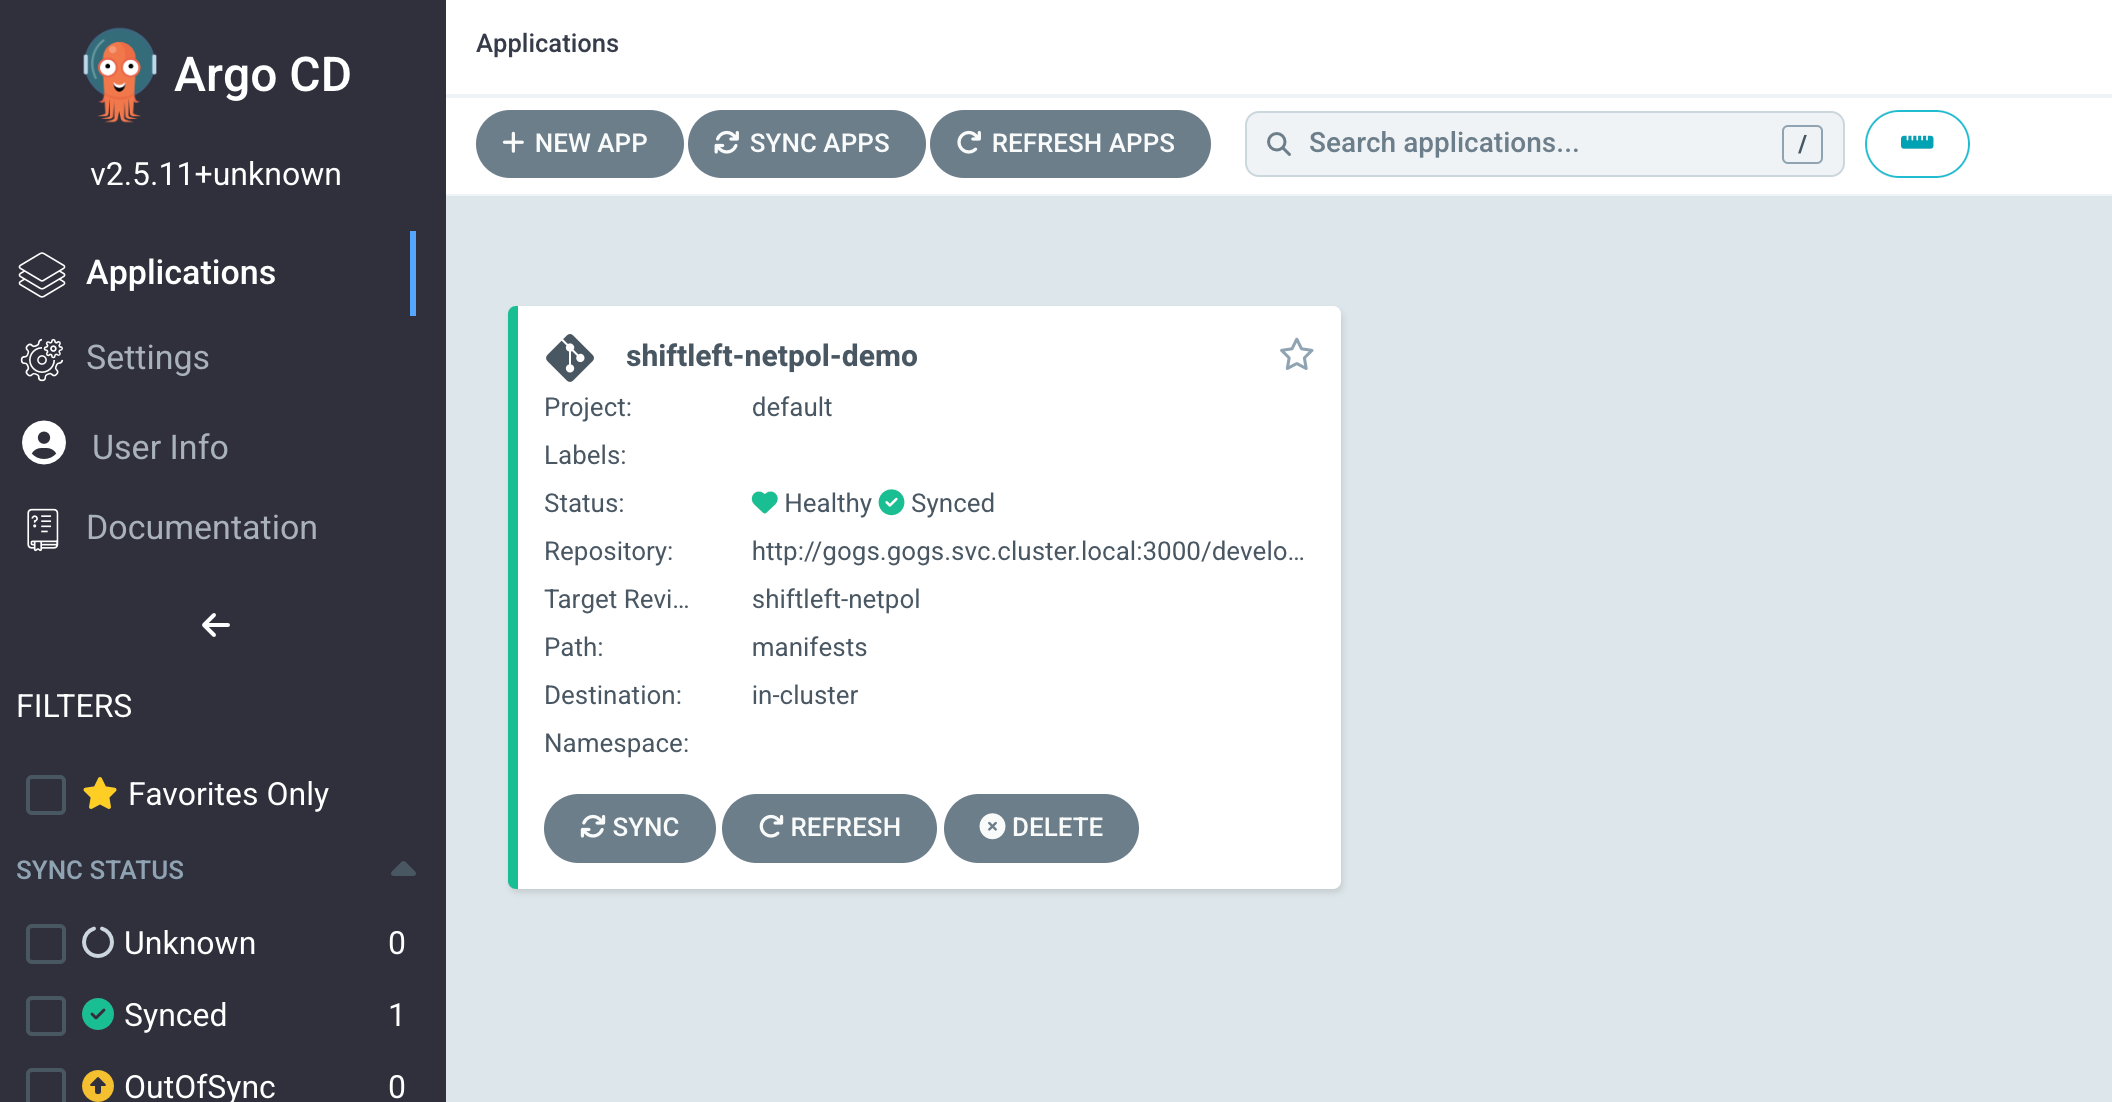 Argo CD
v2.5.11+unknown
Applications
Settings
User Info
Documentation
FILTERS
Favorites Only
SYNC STATUS
Unknown 0
Synced 1
OutOfSync 0
Applications
+ NEW APP SYNC APPS REFRESH APPS Search applications... /
shiftleft-netpol-demo
Project: default
Labels:
Status: Healthy Synced
Repository: http://gogs.gogs.svc.cluster.local:3000/develo...
Target Revi... shiftleft-netpol
Path: manifests
Destination: in-cluster
Namespace:
SYNC REFRESH DELETE